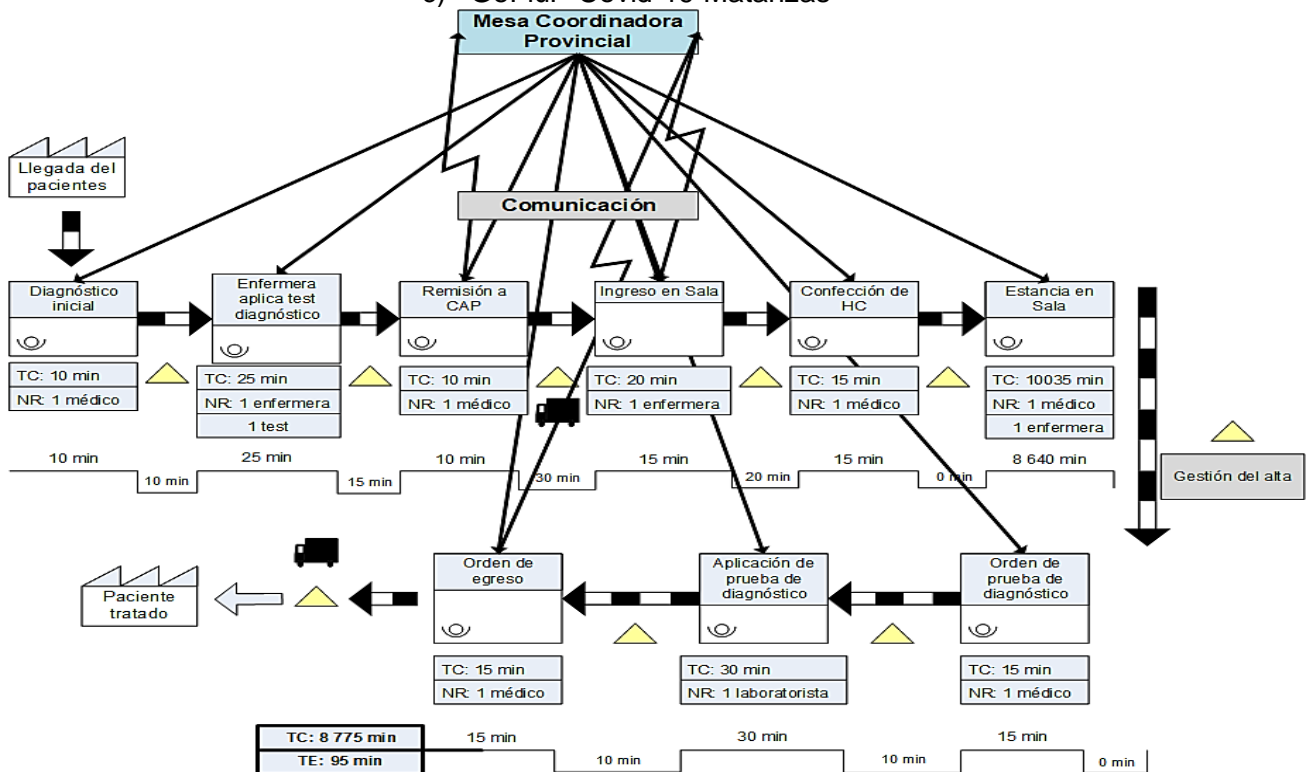 Mesa Coordinadora
Provincial
Llegada del
pacientes
Comunicación
Diagnóstico
inicial
TC: 10 min
NR: 1 médico
Enfermera
aplica test
diagnóstico
TC: 25 min
NR: 1 enfermera
1 test
Remisión a
CAP
TC: 10 min
NR: 1 médico
Ingreso en Sala
TC: 20 min
NR: 1 enfermera
Confección de
HC
TC: 15 min
NR: 1 médico
Estancia en
Sala
TC: 10035 min
NR: 1 médico
1 enfermera
10 min
10 min
25 min
15 min
10 min
30 min
15 min
20 min
15 min
0 min
8 640 min
Gestión del alta
Paciente
tratado
Orden de
egreso
TC: 15 min
NR: 1 médico
Aplicación de
prueba de
diagnóstico
TC: 30 min
NR: 1 laboratorista
Orden de
prueba de
diagnóstico
TC: 15 min
NR: 1 médico
TC: 8 775 min
TE: 95 min
15 min
10 min
30 min
10 min
15 min
0 min